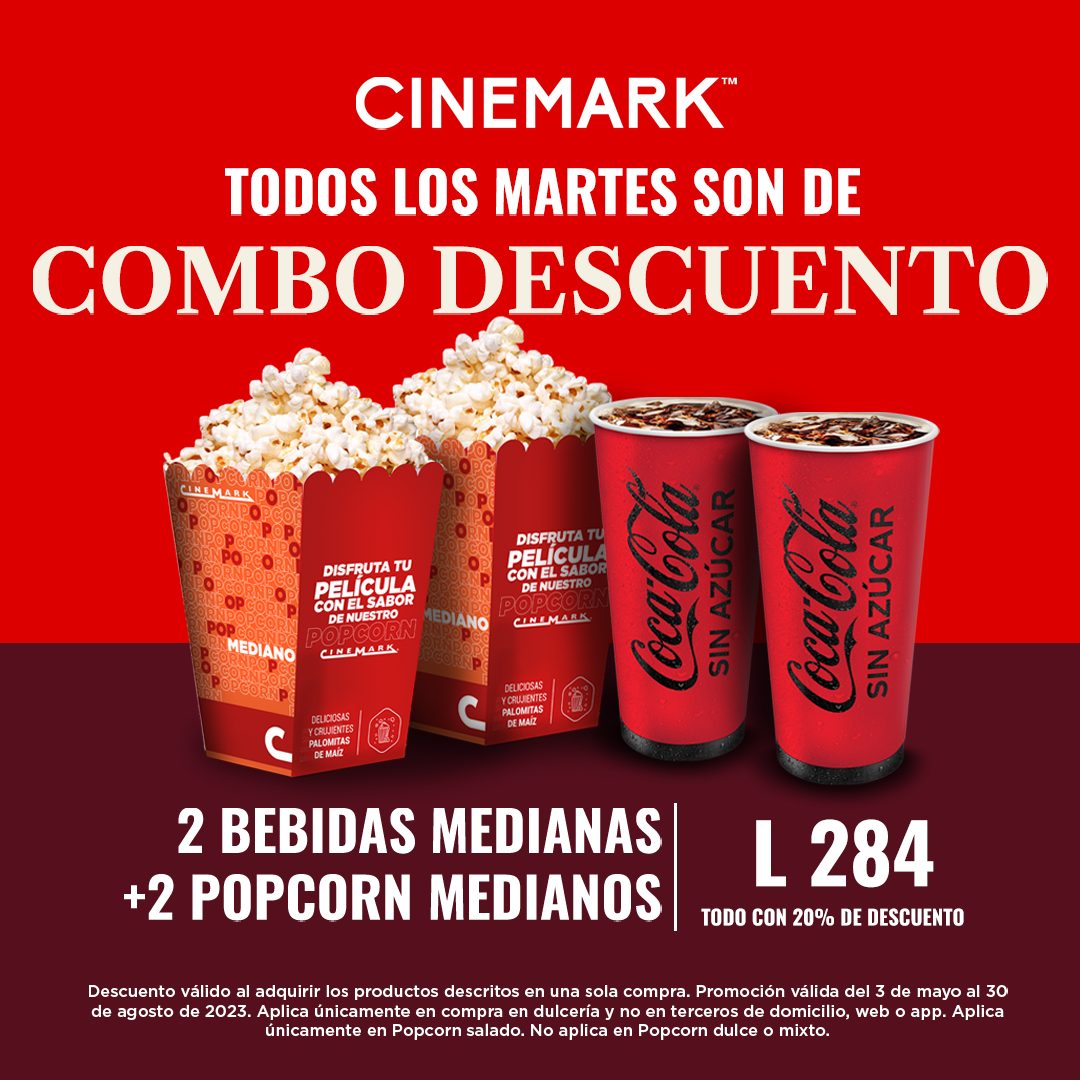 CINEMARK™
TODOS LOS MARTES SON DE
COMBO DESCUENTO
CINEMARK
POPCORN
DISFRUTA TU
PELÍCULA
CON EL SABOR
DE NUESTRO
POPCORN
CINEMARK
MEDIANO
DELICIOSAS
Y CRUJIENTES
PALOMITAS
DE MAÍZ
DISFRUTA TU
PELÍCULA
CON EL SABOR
DE NUESTRO
POPCORN
CINEMARK
MEDIANO
DELICIOSAS
Y CRUJIENTES
PALOMITAS
DE MAÍZ
Coca-Cola
SIN AZÚCAR
Coca-Cola
SIN AZÚCAR
2 BEBIDAS MEDIANAS
+2 POPCORN MEDIANOS
L 284
TODO CON 20% DE DESCUENTO
Descuento válido al adquirir los productos descritos en una sola compra. Promoción válida del 3 de mayo al 30
de agosto de 2023. Aplica únicamente en compra en dulcería y no en terceros de domicilio, web o app. Aplica
únicamente en Popcorn salado. No aplica en Popcorn dulce o mixto.